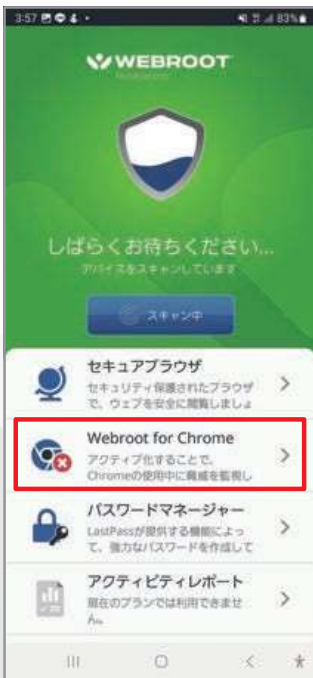 3:57
83%
WEBROOT
しばらくお待ちください...
デバイスをスキャンしています
スキャン中
セキュアブラウザ
セキュリティ保護されたブラウザ
で、ウェブを安全に閲覧しましょ
Webroot for Chrome
アクティブ化することで、
Chromeの使用中に脅威を監視し
パスワードマネージャー
LastPassが提供する機能によっ
て、強力なパスワードを作成して
アクティビティレポート
現在のプランでは利用できませ
ん。